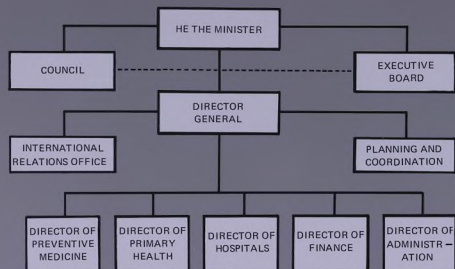 HE THE MINISTER
COUNCIL
EXECUTIVE
BOARD
DIRECTOR
GENERAL
INTERNATIONAL
RELATIONS OFFICE
PLANNING AND
COORDINATION
DIRECTOR OF
PREVENTIVE
MEDICINE
DIRECTOR OF
PRIMARY
HEALTH
DIRECTOR OF
HOSPITALS
DIRECTOR OF
FINANCE
DIRECTOR OF
ADMINISTR –
ATION